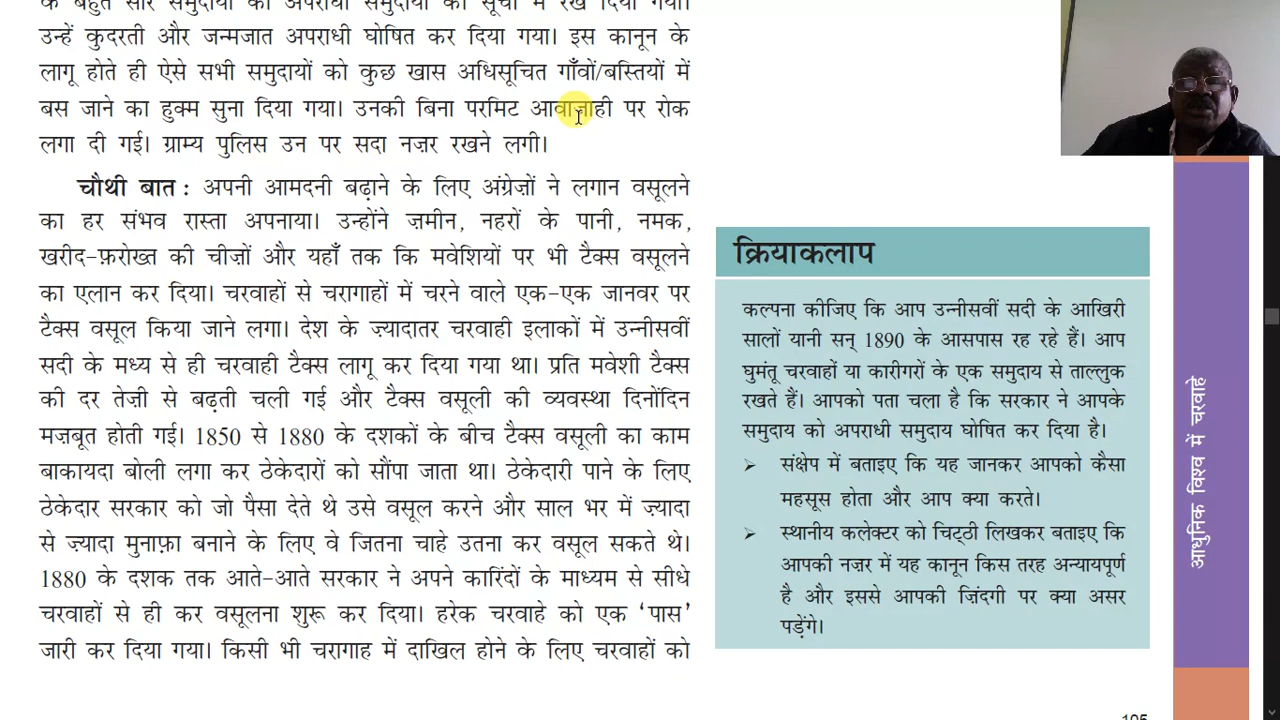 के बहुत सारे समुदायों को अपराधी समुदायों की सूची में रख दिया गया।
उन्हें कुदरती और जन्मजात अपराधी घोषित कर दिया गया। इस कानून के
लागू होते ही ऐसे सभी समुदायों को कुछ खास अधिसूचित गाँवों/बस्तियों में
बस जाने का हुक्म सुना दिया गया। उनकी बिना परमिट आवाजाही पर रोक
लगा दी गई। ग्राम्य पुलिस उन पर सदा नज़र रखने लगी।
चौथी बात : अपनी आमदनी बढ़ाने के लिए अंग्रेज़ों ने लगान वसूलने
का हर संभव रास्ता अपनाया। उन्होंने ज़मीन, नहरों के पानी, नमक,
खरीद-फ़रोख्त की चीज़ों और यहाँ तक कि मवेशियों पर भी टैक्स वसूलने
का एलान कर दिया। चरवाहों से चरागाहों में चरने वाले एक-एक जानवर पर
टैक्स वसूल किया जाने लगा। देश के ज़्यादातर चरवाही इलाकों में उन्नीसवीं
सदी के मध्य से ही चरवाही टैक्स लागू कर दिया गया था। प्रति मवेशी टैक्स
की दर तेज़ी से बढ़ती चली गई और टैक्स वसूली की व्यवस्था दिनोंदिन
मजबूत होती गई। 1850 से 1880 के दशकों के बीच टैक्स वसूली का काम
बाकायदा बोली लगा कर ठेकेदारों को सौंपा जाता था। ठेकेदारी पाने के लिए
ठेकेदार सरकार को जो पैसा देते थे उसे वसूल करने और साल भर में ज़्यादा
से ज़्यादा मुनाफ़ा बनाने के लिए वे जितना चाहे उतना कर वसूल सकते थे।
1880 के दशक तक आते-आते सरकार ने अपने कारिंदों के माध्यम से सीधे
चरवाहों से ही कर वसूलना शुरू कर दिया। हरेक चरवाहे को एक ‘पास’
जारी कर दिया गया। किसी भी चरागाह में दाखिल होने के लिए चरवाहों को
क्रियाकलाप
कल्पना कीजिए कि आप उन्नीसवीं सदी के आखिरी
सालों यानी सन् 1890 के आसपास रह रहे हैं। आप
घुमंतू चरवाहों या कारीगरों के एक समुदाय से ताल्लुक
रखते हैं। आपको पता चला है कि सरकार ने आपके
समुदाय को अपराधी समुदाय घोषित कर दिया है।
➢ संक्षेप में बताइए कि यह जानकर आपको कैसा
महसूस होता और आप क्या करते।
➢ स्थानीय कलेक्टर को चिट्ठी लिखकर बताइए कि
आपकी नज़र में यह कानून किस तरह अन्यायपूर्ण
है और इससे आपकी ज़िंदगी पर क्या असर
पड़ेंगे।
आधुनिक विश्व में चरवाहे
105